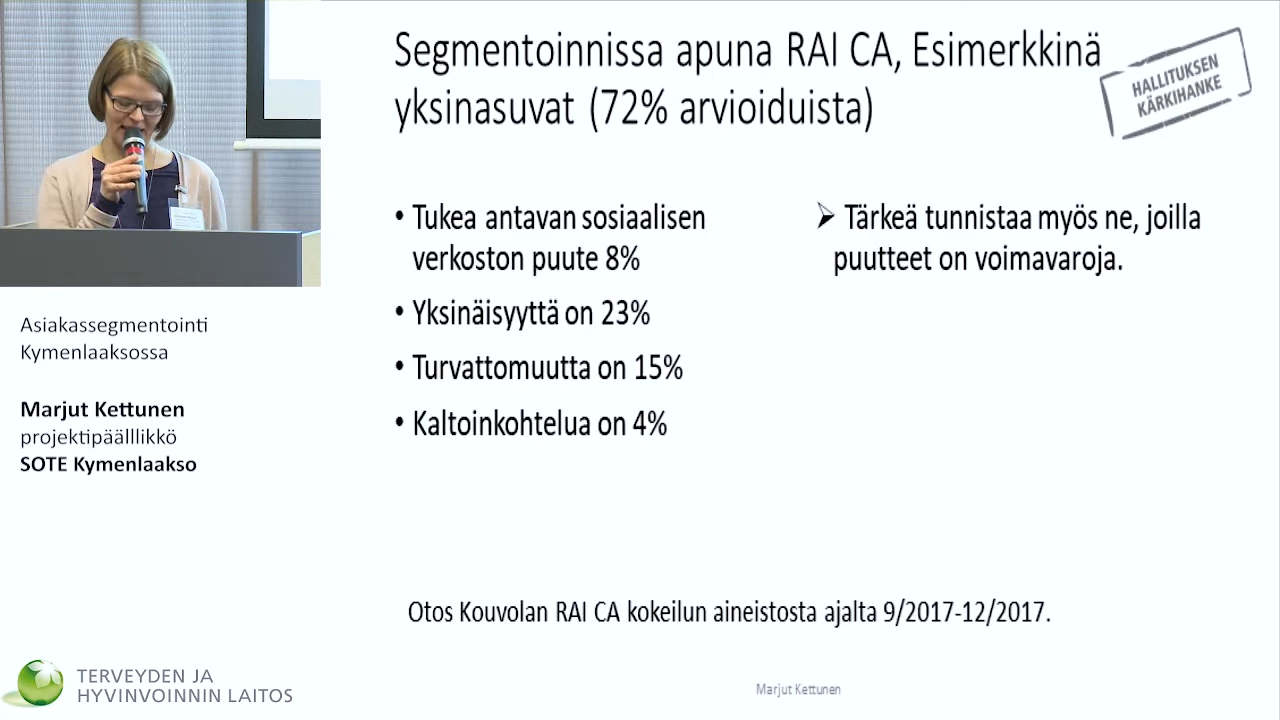 Segmentoinnissa apuna RAI CA, Esimerkkinä
yksinasuvat (72% arvioiduista)
HALLITUKSEN
KÄRKIHANKE
• Tukea antavan sosiaalisen
verkoston puute 8%
• Yksinäisyyttä on 23%
• Turvattomuutta on 15%
• Kaltoinkohtelua on 4%
➢ Tärkeä tunnistaa myös ne, joilla
puutteet on voimavaroja.
Otos Kouvolan RAI CA kokeilun aineistosta ajalta 9/2017-12/2017.
Marjut Kettunen
Asiakassegmentointi
Kymenlaaksossa
Marjut Kettunen
projektipäälllikkö
SOTE Kymenlaakso
TERVEYDEN JA
HYVINVOINNIN LAITOS